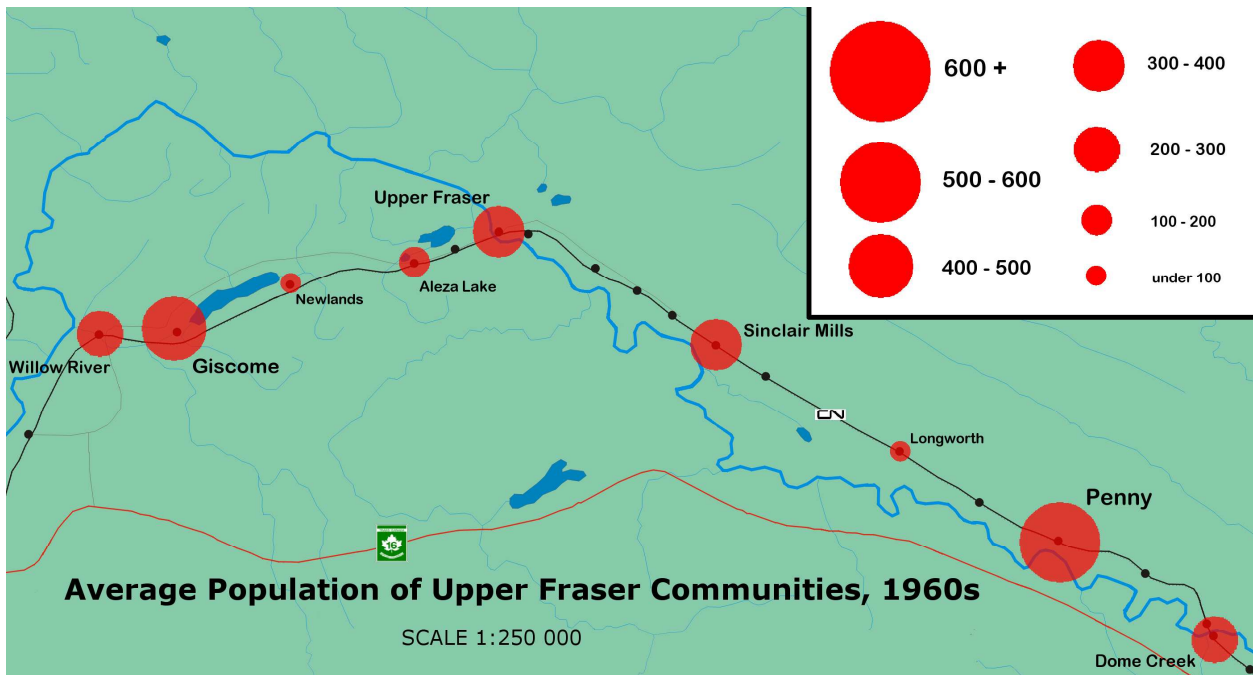 600 +
500 - 600
400 - 500
300 - 400
200 - 300
100 - 200
under 100
Upper Fraser
Aleza Lake
Newlands
Willow River
Giscome
Sinclair Mills
CN
Longworth
Penny
16
Dome Creek
Average Population of Upper Fraser Communities, 1960s
SCALE 1:250 000